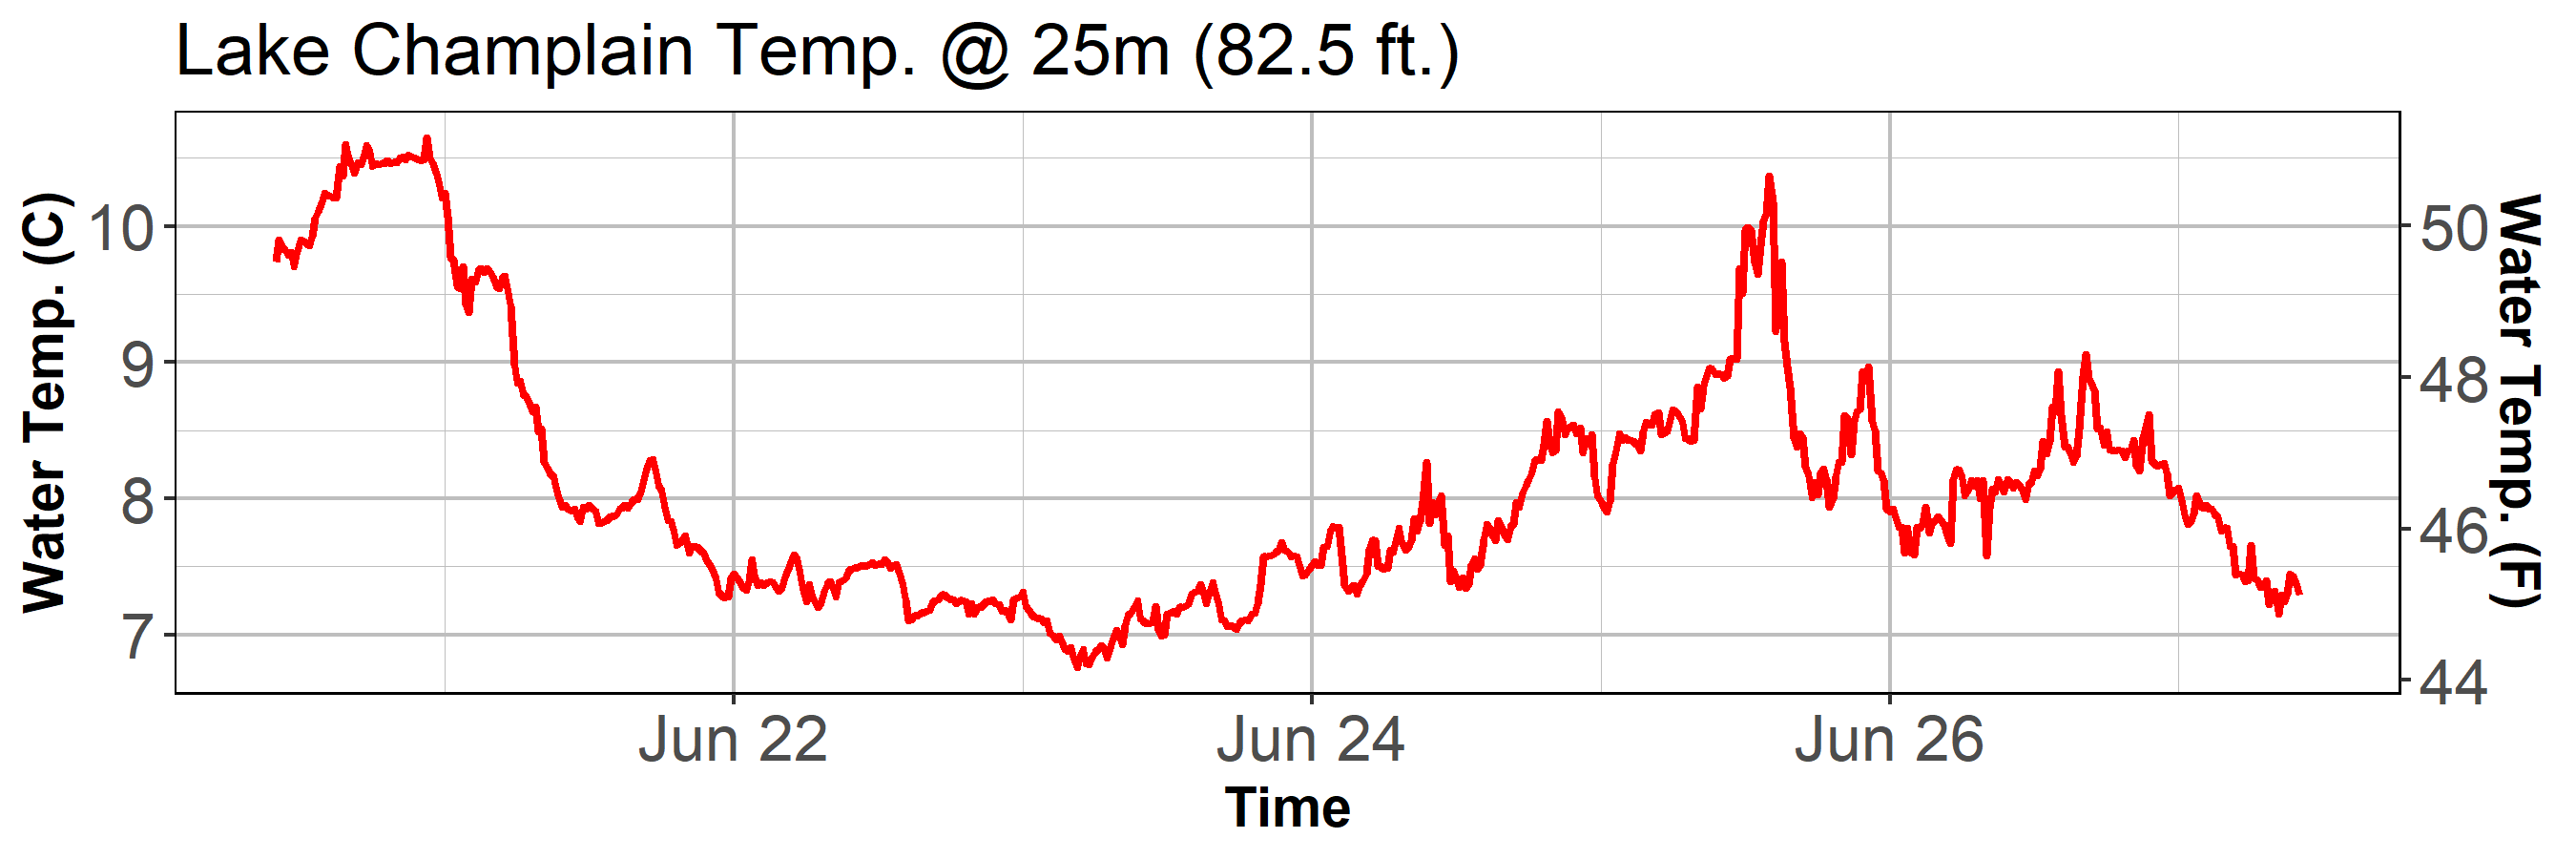 Lake Champlain Temp. @ 25m (82.5 ft.)
Water Temp. (C)
10
9
8
7
50
48
46
44
Water Temp. (F)
Jun 22 Jun 24 Jun 26
Time